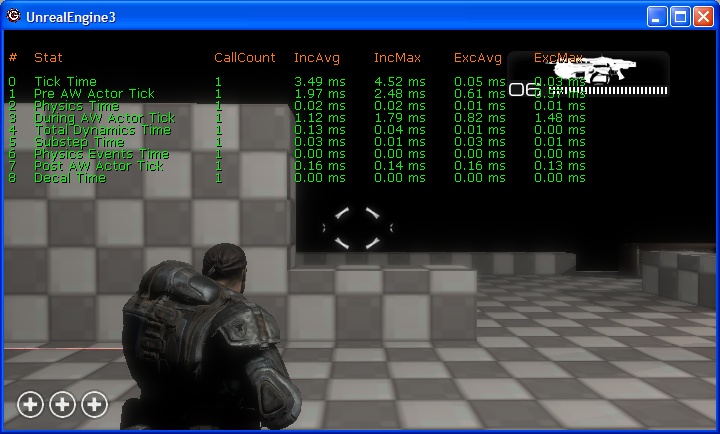 UnrealEngine3
# Stat CallCount IncAvg IncMax ExcAvg ExcMax
0 Tick Time 1 3.49 ms 4.52 ms 0.05 ms 0.03 ms
1 Pre AW Actor Tick 1 1.97 ms 2.48 ms 0.61 ms 0.57 ms
2 Physics Time 1 0.02 ms 0.02 ms 0.01 ms 0.01 ms
3 During AW Actor Tick 1 1.12 ms 1.79 ms 0.82 ms 1.48 ms
4 Total Dynamics Time 1 0.13 ms 0.04 ms 0.01 ms 0.00 ms
5 Substep Time 1 0.03 ms 0.01 ms 0.03 ms 0.01 ms
6 Physics Events Time 1 0.00 ms 0.00 ms 0.00 ms 0.00 ms
7 Post AW Actor Tick 1 0.16 ms 0.14 ms 0.16 ms 0.13 ms
8 Decal Time 1 0.00 ms 0.00 ms 0.00 ms 0.00 ms